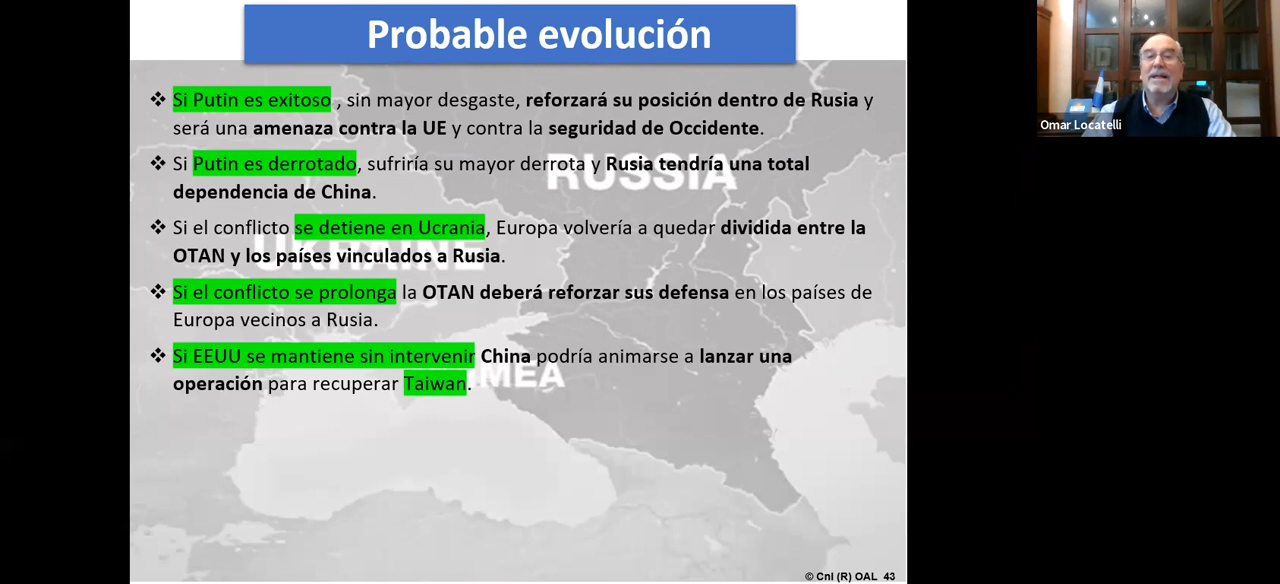 Probable evolución
❖ Si Putin es exitoso , sin mayor desgaste, reforzará su posición dentro de Rusia y
será una amenaza contra la UE y contra la seguridad de Occidente.
❖ Si Putin es derrotado, sufriría su mayor derrota y Rusia tendría una total
dependencia de China.
❖ Si el conflicto se detiene en Ucrania, Europa volvería a quedar dividida entre la
OTAN y los países vinculados a Rusia.
❖ Si el conflicto se prolonga la OTAN deberá reforzar sus defensa en los países de
Europa vecinos a Rusia.
❖ Si EEUU se mantiene sin intervenir China podría animarse a lanzar una
operación para recuperar Taiwan.
RUSSIA
UKRAINE
IMEA
© Cnl (R) OAL 43
Omar Locatelli